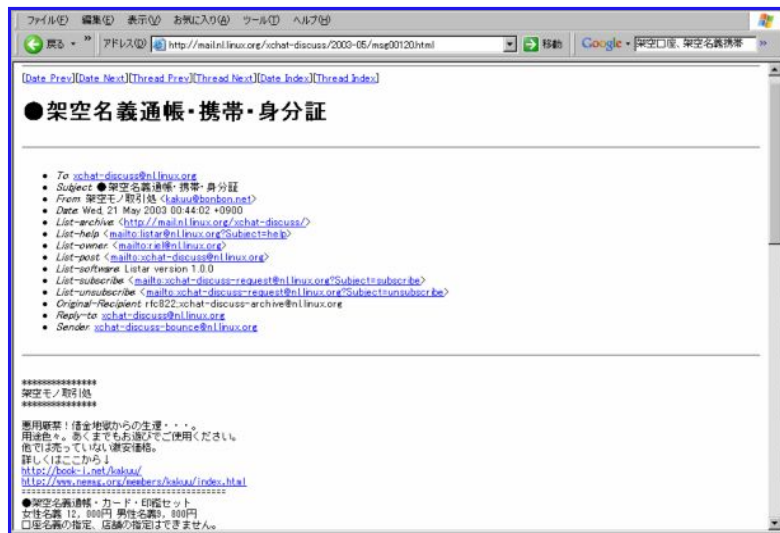 ファイル(F) 編集(E) 表示(V) お気に入り(A) ツール(T) ヘルプ(H)
戻る » アドレス(D) http://mail.nl.linux.org/xchat-discuss/2003-05/msg00120.html 移動 Google 架空口座、架空名義携帯 »
[Date Prev][Date Next][Thread Prev][Thread Next][Date Index][Thread Index]
●架空名義通帳・携帯・身分証
To: xchat-discuss@nl.linux.org
Subject: ●架空名義通帳・携帯・身分証
From: 架空モノ取引処 <kakuu@bonbon.net>
Date: Wed, 21 May 2003 00:44:02 +0900
List-archive: <http://mail.nl.linux.org/xchat-discuss/>
List-help: <mailto:listar@nl.linux.org?Subject=help>
List-owner: <mailto:riel@nl.linux.org>
List-post: <mailto:xchat-discuss@nl.linux.org>
List-software: Listar version 1.0.0
List-subscribe: <mailto:xchat-discuss-request@nl.linux.org?Subject=subscribe>
List-unsubscribe: <mailto:xchat-discuss-request@nl.linux.org?Subject=unsubscribe>
Original-Recipient: rfc822;xchat-discuss-archive@nl.linux.org
Reply-to: xchat-discuss@nl.linux.org
Sender: xchat-discuss-bounce@nl.linux.org
***************
架空モノ取引処
***************
悪用厳禁！借金地獄からの生還・・・。
用途色々。あくまでもお遊びでご使用ください。
他では売っていない激安価格。
詳しくはここから↓
http://book-i.net/kakuu/
http://www.nemsg.org/members/kakuu/index.html
=========================================
●架空名義通帳・カード・印鑑セット
女性名義 12，000円 男性名義9，800円
口座名義の指定、店舗の指定はできません。